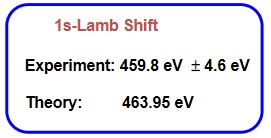 1s-Lamb Shift
Experiment: 459.8 eV ± 4.6 eV
Theory: 463.95 eV